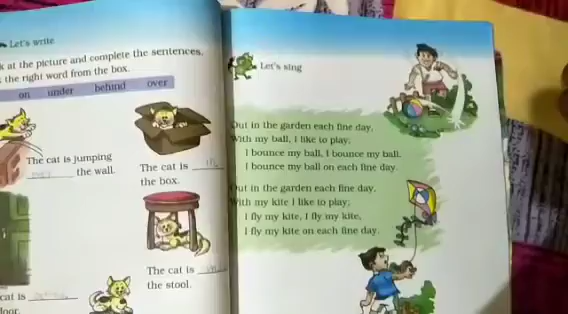 Let's write
at the picture and complete the sentences.
the right word from the box.
on under behind over
The cat is jumping
the wall.
The cat is in
the box.
The cat is
the stool.
cat is
Let's sing
Out in the garden each fine day,
With my ball, I like to play;
I bounce my ball, I bounce my ball.
I bounce my ball on each fine day.
Out in the garden each fine day.
With my kite I like to play;
I fly my kite, I fly my kite,
I fly my kite on each fine day.